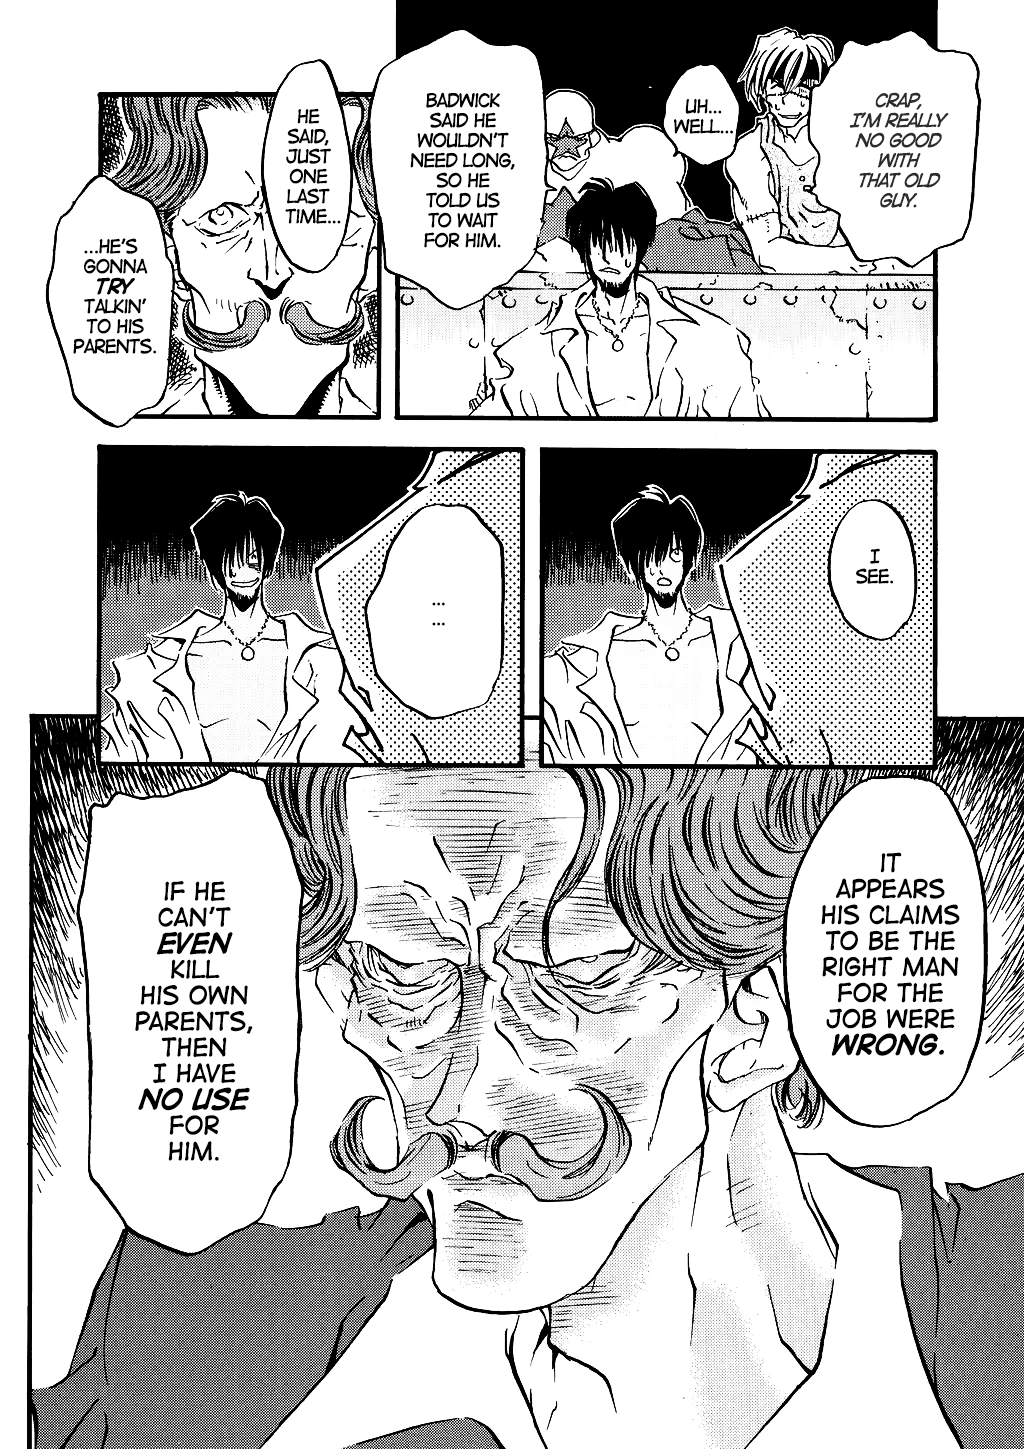 CRAP,
I'M REALLY
NO GOOD
WITH
THAT OLD
GUY.
UH...
WELL...
BADWICK
SAID HE
WOULDN'T
NEED LONG,
SO HE
TOLD US
TO WAIT
FOR HIM.
HE
SAID,
JUST
ONE
LAST
TIME...
...HE'S
GONNA
TRY
TALKIN'
TO HIS
PARENTS.
I
SEE.
...
...
IT
APPEARS
HIS CLAIMS
TO BE THE
RIGHT MAN
FOR THE
JOB WERE
WRONG.
IF HE
CAN'T
EVEN
KILL
HIS OWN
PARENTS,
THEN
I HAVE
NO USE
FOR
HIM.